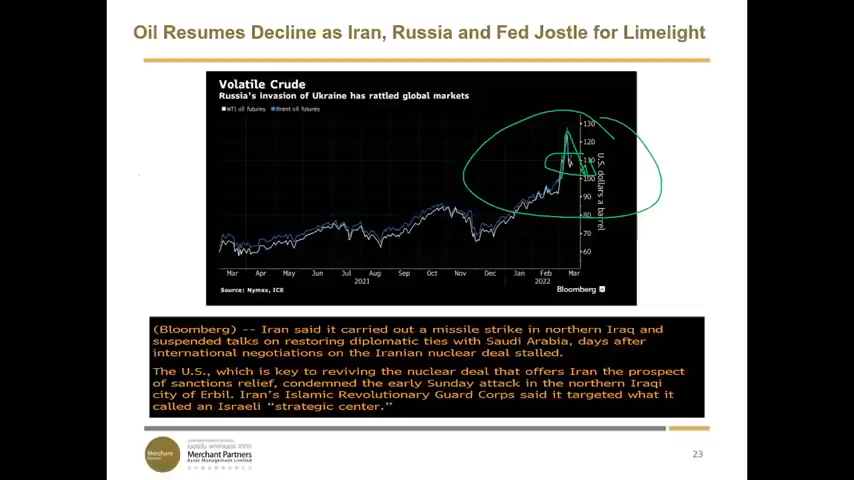 Oil Resumes Decline as Iran, Russia and Fed Jostle for Limelight
Volatile Crude
Russia's invasion of Ukraine has rattled global markets
WTI oil futures Brent oil futures
130
120
110
100
90
80
70
60
U.S. dollars a barrel
Mar Apr May Jun Jul Aug Sep Oct Nov Dec Jan Feb Mar
2021 2022
Source: Nymex, ICE
Bloomberg
(Bloomberg) -- Iran said it carried out a missile strike in northern Iraq and
suspended talks on restoring diplomatic ties with Saudi Arabia, days after
international negotiations on the Iranian nuclear deal stalled.
The U.S., which is key to reviving the nuclear deal that offers Iran the prospect
of sanctions relief, condemned the early Sunday attack in the northern Iraqi
city of Erbil. Iran's Islamic Revolutionary Guard Corps said it targeted what it
called an Israeli "strategic center."
Merchant
Merchant Partners
Asset Management Limited
23